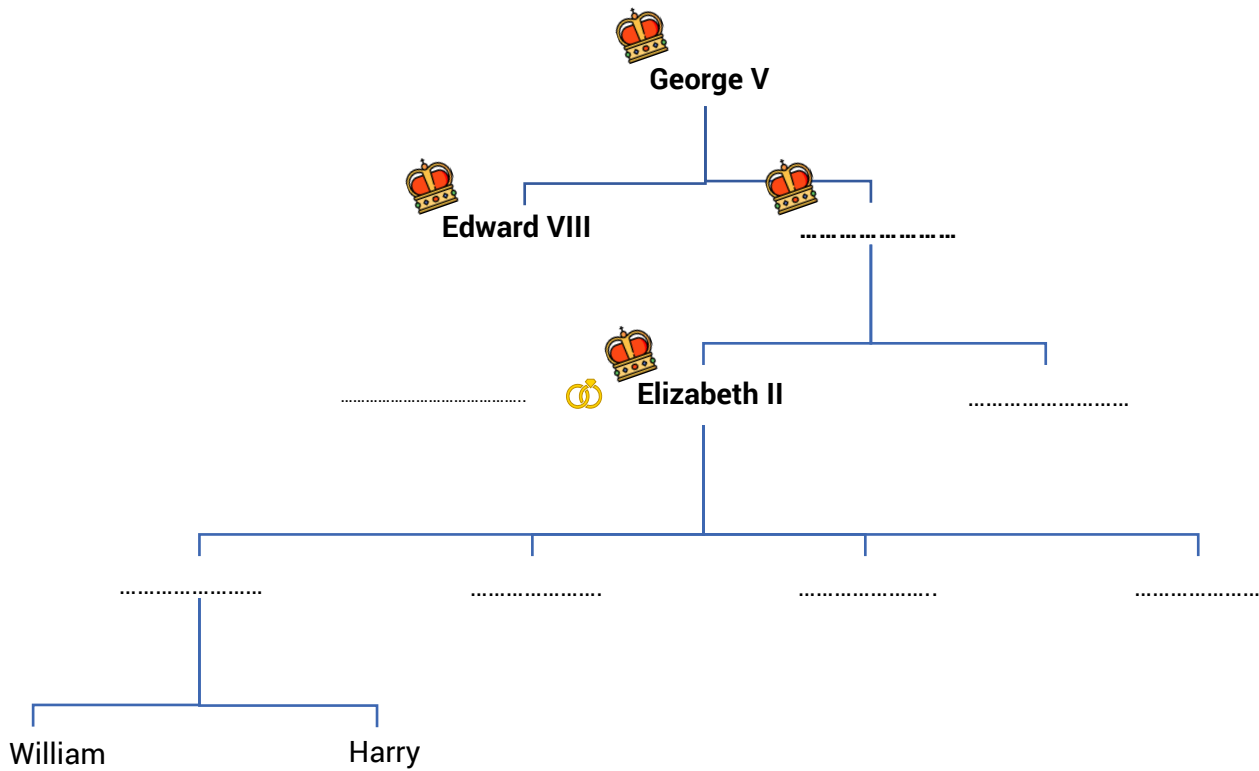 George V
Edward VIII
……………………
……………………………………..
Elizabeth II
………………………
……………………
………………….
…………………..
…………………
William
Harry